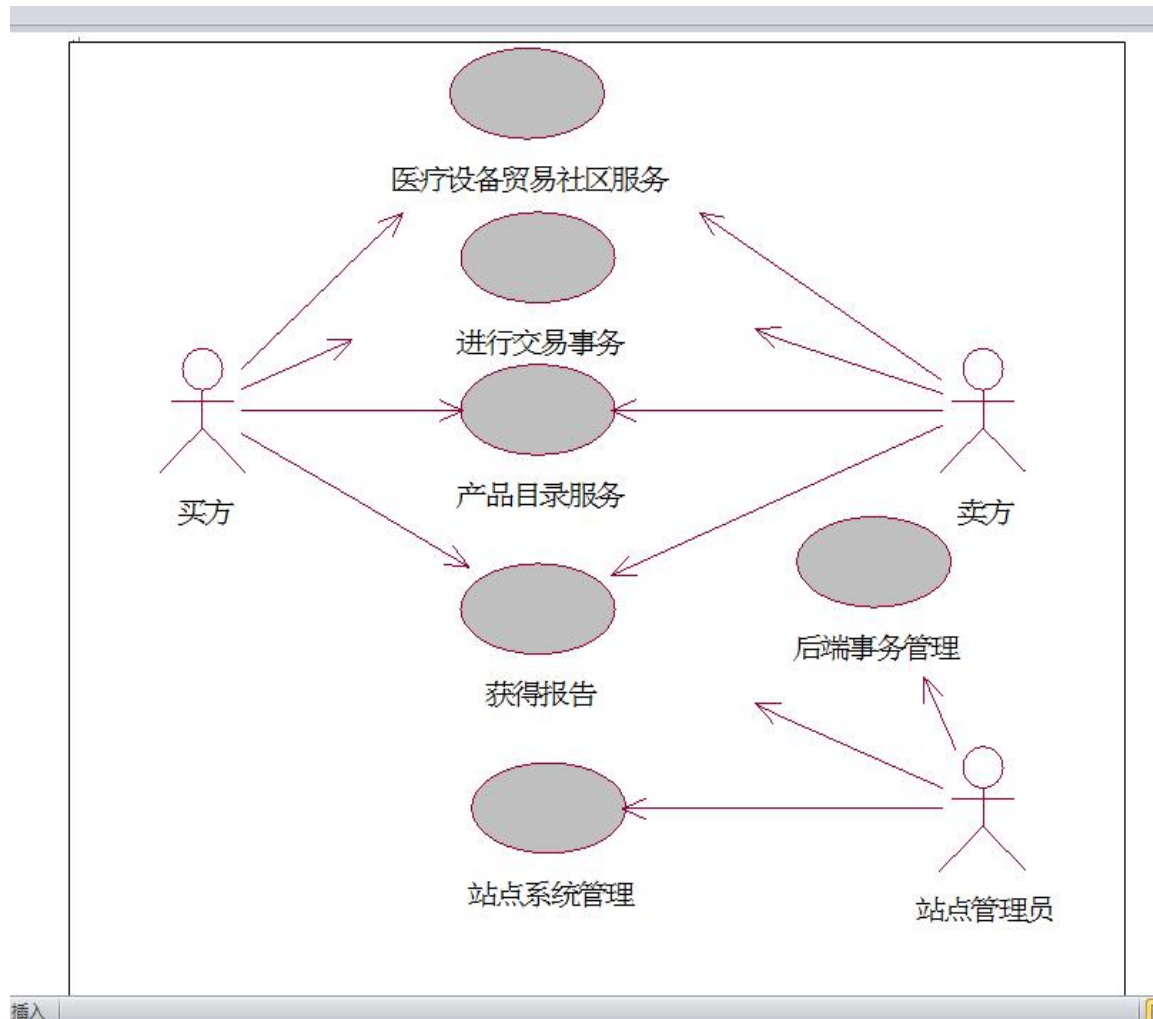 医疗设备贸易社区服务
进行交易事务
产品目录服务
买方
卖方
后端事务管理
获得报告
站点系统管理
站点管理员
插入